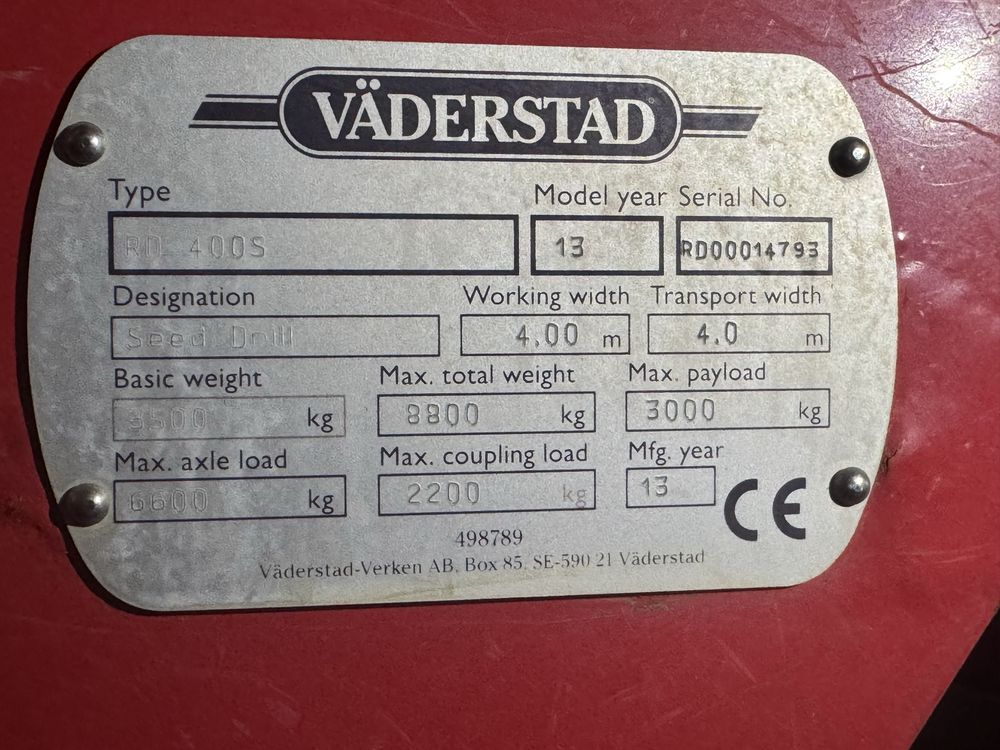 VÄDERSTAD
Type Model year Serial No.
RD 400S 13 RD00014793
Designation Working width Transport width
Seed Drill 4.00 m 4.0 m
Basic weight Max. total weight Max. payload
kg 8800 kg 3000 kg
Max. axle load Max. coupling load Mfg. year
6600 kg 2200 kg 13
CE
498789
Väderstad-Verken AB, Box 85, SE-590 21 Väderstad